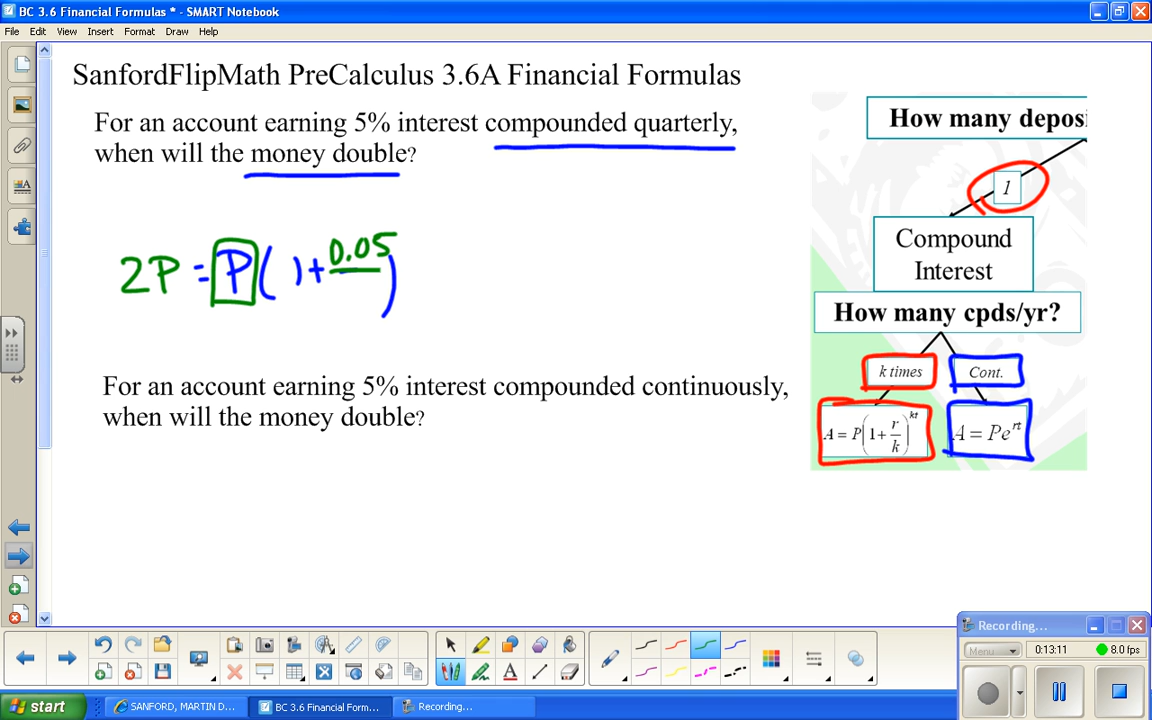 BC 3.6 Financial Formulas * - SMART Notebook
File Edit View Insert Format Draw Help
SanfordFlipMath PreCalculus 3.6A Financial Formulas
For an account earning 5% interest compounded quarterly,
when will the money double?
2P = P( 1+ 0.05 )
For an account earning 5% interest compounded continuously,
when will the money double?
How many
1
Compound
Interest
How many cpds/yr?
k times
Cont.
A = P(1+r/k)^kt
A = Pe^rt
Recording...
Menu
0:13:11
8.0 fps
start
SANFORD, MARTIN D...
BC 3.6 Financial Form...
Recording...